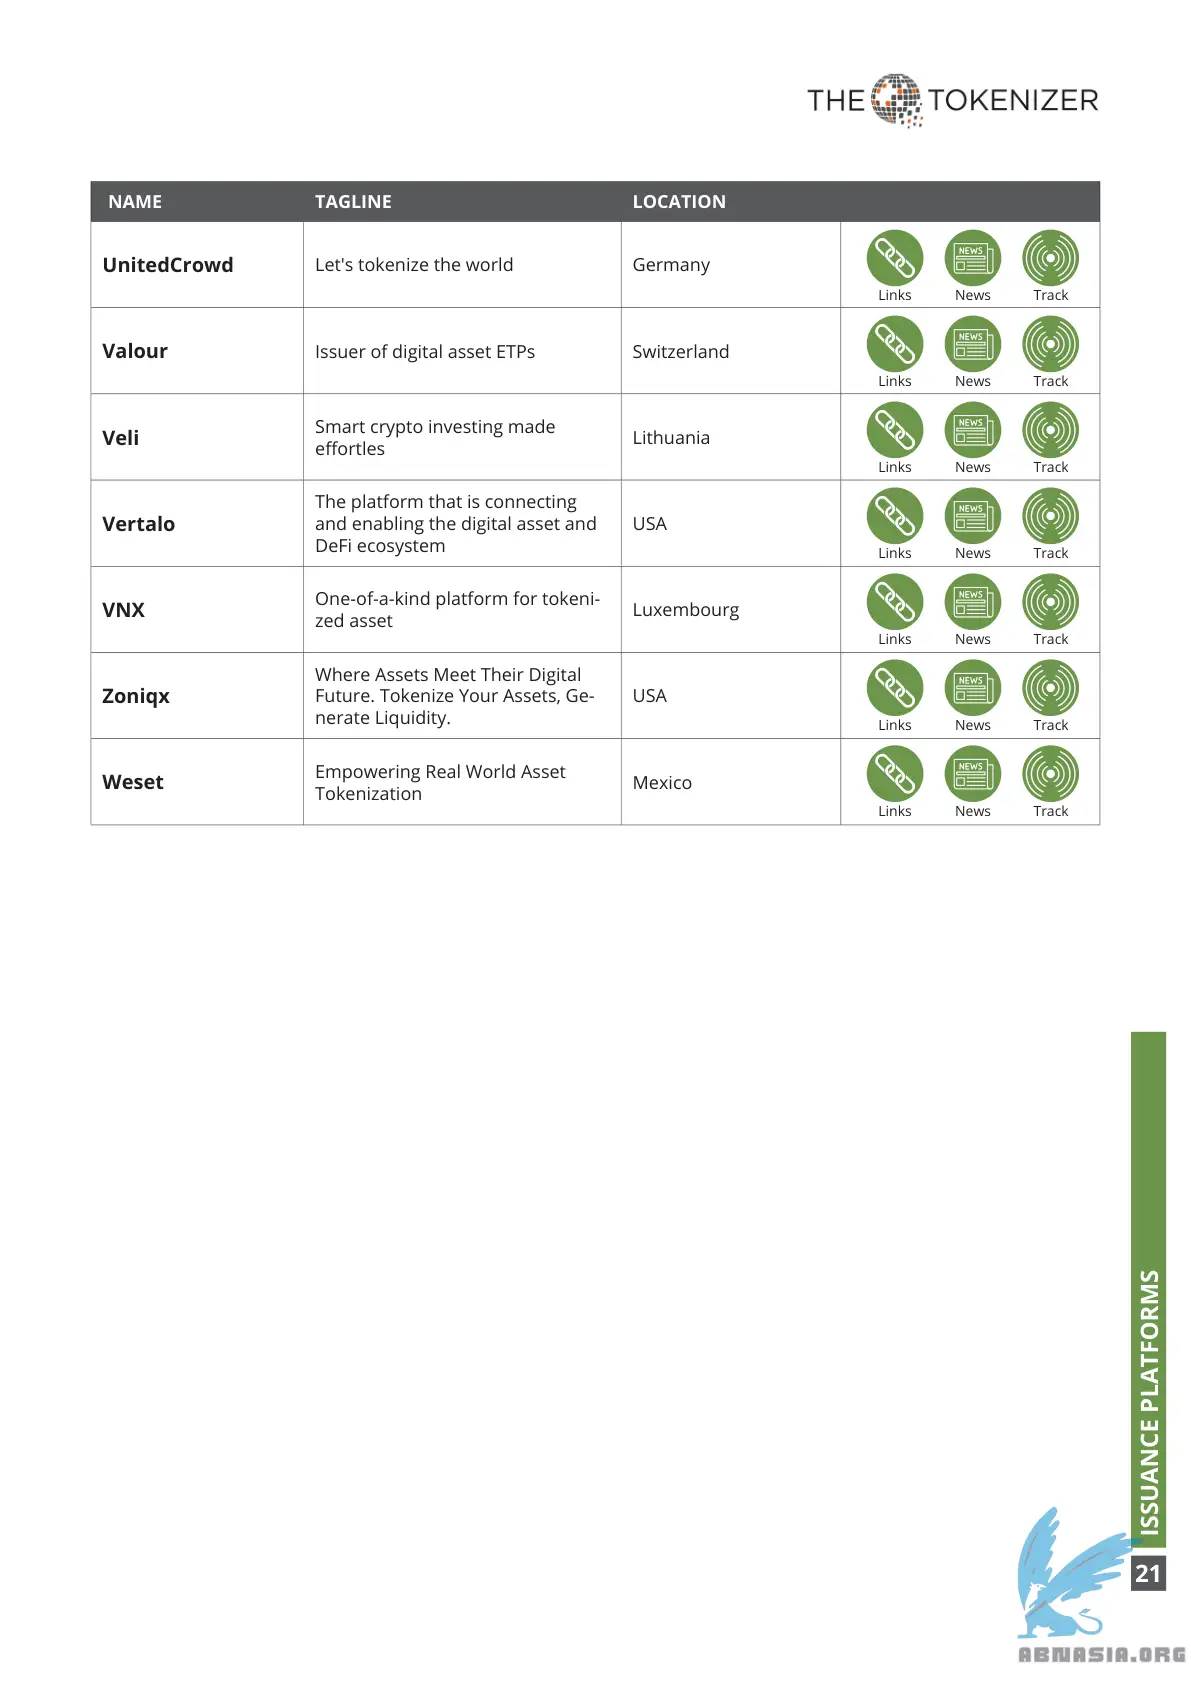 THE TOKENIZER
NAME TAGLINE LOCATION
UnitedCrowd Let's tokenize the world Germany NEWS Links News Track
Valour Issuer of digital asset ETPs Switzerland NEWS Links News Track
Veli Smart crypto investing made
effortles Lithuania NEWS Links News Track
Vertalo The platform that is connecting
and enabling the digital asset and
DeFi ecosystem USA NEWS Links News Track
VNX One-of-a-kind platform for tokeni-
zed asset Luxembourg NEWS Links News Track
Zoniqx Where Assets Meet Their Digital
Future. Tokenize Your Assets, Ge-
nerate Liquidity. USA NEWS Links News Track
Weset Empowering Real World Asset
Tokenization Mexico NEWS Links News Track
ISSUANCE PLATFORMS
21
ABNASIA.ORG